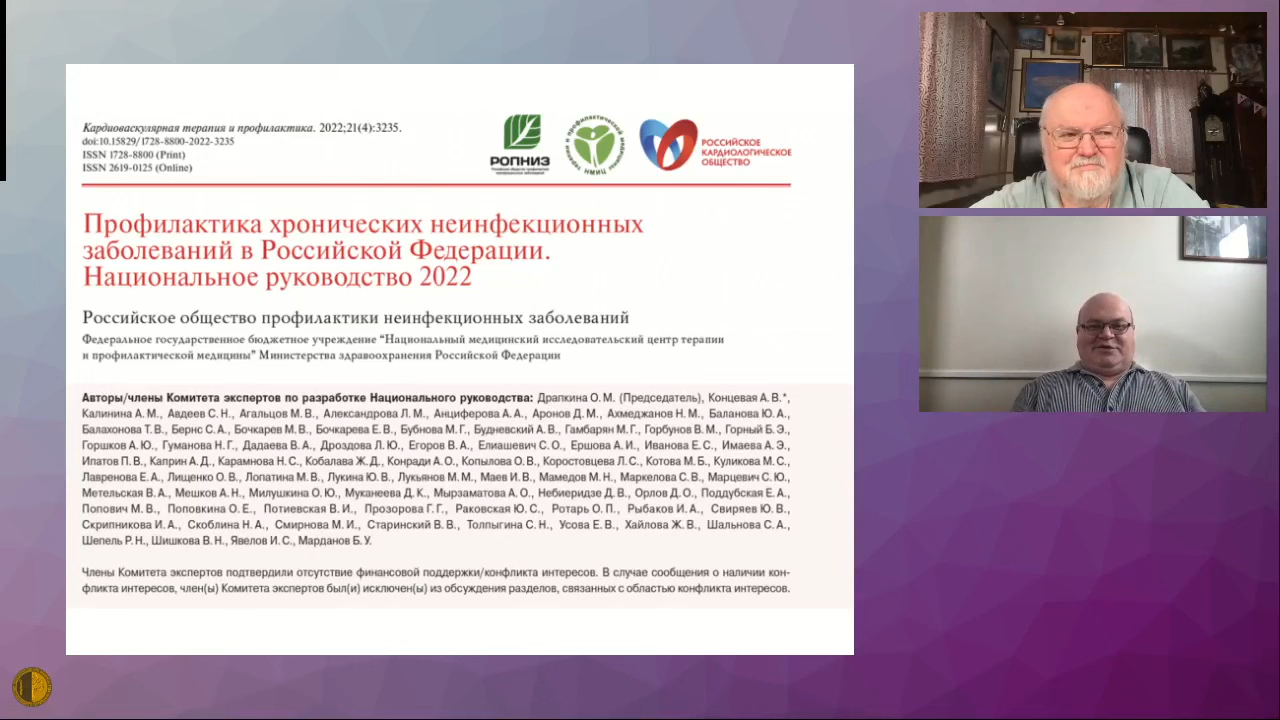 Кардиоваскулярная терапия и профилактика. 2022;21(4):3235.
doi:10.15829/1728-8800-2022-3235
ISSN 1728-8800 (Print)
ISSN 2619-0125 (Online)
РОПНИЗ
терапии и профилактической медицины НМИЦ
РОССИЙСКОЕ
КАРДИОЛОГИЧЕСКОЕ
ОБЩЕСТВО
Профилактика хронических неинфекционных
заболеваний в Российской Федерации.
Национальное руководство 2022
Российское общество профилактики неинфекционных заболеваний
Федеральное государственное бюджетное учреждение “Национальный медицинский исследовательский центр терапии
и профилактической медицины” Министерства здравоохранения Российской Федерации
Авторы/члены Комитета экспертов по разработке Национального руководства: Драпкина О. М. (Председатель), Концевая А. В.*,
Калинина А. М., Авдеев С. Н., Агальцов М. В., Александрова Л. М., Анциферова А. А., Аронов Д. М., Ахмеджанов Н. М., Баланова Ю. А.,
Балахонова Т. В., Бернс С. А., Бочкарев М. В., Бочкарева Е. В., Бубнова М. Г., Будневский А. В., Гамбарян М. Г., Горбунов В. М., Горный Б. Э.,
Горшков А. Ю., Гуманова Н. Г., Дадаева В. А., Дроздова Л. Ю., Егоров В. А., Елиашевич С. О., Ершова А. И., Иванова Е. С., Имаева А. Э.,
Ипатов П. В., Каприн А. Д., Карамнова Н. С., Кобалава Ж. Д., Конради А. О., Копылова О. В., Коростовцева Л. С., Котова М. Б., Куликова М. С.,
Лавренова Е. А., Лищенко О. В., Лопатина М. В., Лукина Ю. В., Лукьянов М. М., Маев И. В., Мамедов М. Н., Маркелова С. В., Марцевич С. Ю.,
Метельская В. А., Мешков А. Н., Милушкина О. Ю., Муканеева Д. К., Мырзаматова А. О., Небиеридзе Д. В., Орлов Д. О., Поддубская Е. А.,
Попович М. В., Поповкина О. Е., Потиевская В. И., Прозорова Г. Г., Раковская Ю. С., Ротарь О. П., Рыбаков И. А., Свиряев Ю. В.,
Скрипникова И. А., Скоблина Н. А., Смирнова М. И., Старинский В. В., Толпыгина С. Н., Усова Е. В., Хайлова Ж. В., Шальнова С. А.,
Шепель Р. Н., Шишкова В. Н., Явелов И. С., Марданов Б. У.
Члены Комитета экспертов подтвердили отсутствие финансовой поддержки/конфликта интересов. В случае сообщения о наличии кон-
фликта интересов, член(ы) Комитета экспертов был(и) исключен(ы) из обсуждения разделов, связанных с областью конфликта интересов.